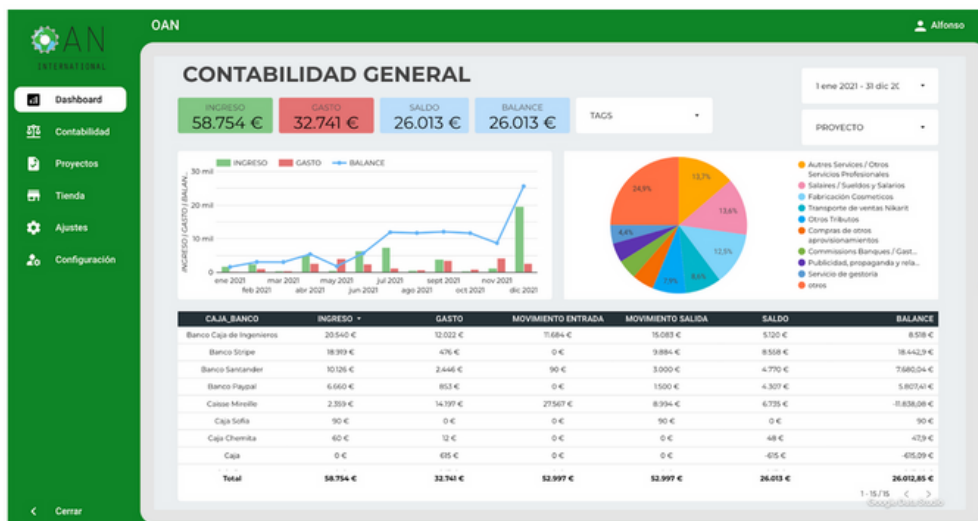 OAN
INTERNATIONAL
OAN
Alfonso
Dashboard
Contabilidad
Proyectos
Tienda
Ajustes
Configuración
Cerrar
CONTABILIDAD GENERAL
1 ene 2021 - 31 dic 20
INGRESO
58.754 €
GASTO
32.741 €
SALDO
26.013 €
BALANCE
26.013 €
TAGS
PROYECTO
INGRESO GASTO BALANCE
INGRESO | GASTO | BALAN...
30 mil
20 mil
10 mil
0
ene 2021 mar 2021 may 2021 jul 2021 sept 2021 nov 2021
feb 2021 abr 2021 jun 2021 ago 2021 oct 2021 dic 2021
13,7%
13,6%
12,5%
8,6%
7,9%
4,4%
24,9%
Autres Services / Otros
Servicios Profesionales
Salaires / Sueldos y Salarios
Fabricación Cosmeticos
Transporte de ventas Nikarit
Otros Tributos
Compras de otros
aprovisionamientos
Commissions Banques / Gast...
Publicidad, propaganda y rela...
Servicio de gestoría
otros
CAJA_BANCO INGRESO GASTO MOVIMIENTO ENTRADA MOVIMIENTO SALIDA SALDO BALANCE
Banco Caja de Ingenieros 20.540 € 12.022 € 11.684 € 15.083 € 5.120 € 8.518 €
Banco Stripe 18.919 € 476 € 0 € 9.884 € 8.558 € 18.442,9 €
Banco Santander 10.126 € 2.446 € 90 € 3.000 € 4.770 € 7.680,04 €
Banco Paypal 6.660 € 853 € 0 € 1.500 € 4.307 € 5.807,41 €
Caisse Mireille 2.359 € 14.197 € 27.567 € 8.994 € 6.735 € -11.838,08 €
Caja Sofia 90 € 0 € 0 € 90 € 0 € 90 €
Caja Chemita 60 € 12 € 0 € 0 € 48 € 47,9 €
Caja 0 € 615 € 0 € 0 € -615 € -615,09 €
Total 58.754 € 32.741 € 52.997 € 52.997 € 26.013 € 26.012,85 €
1 - 15 / 15
Google Data Studio